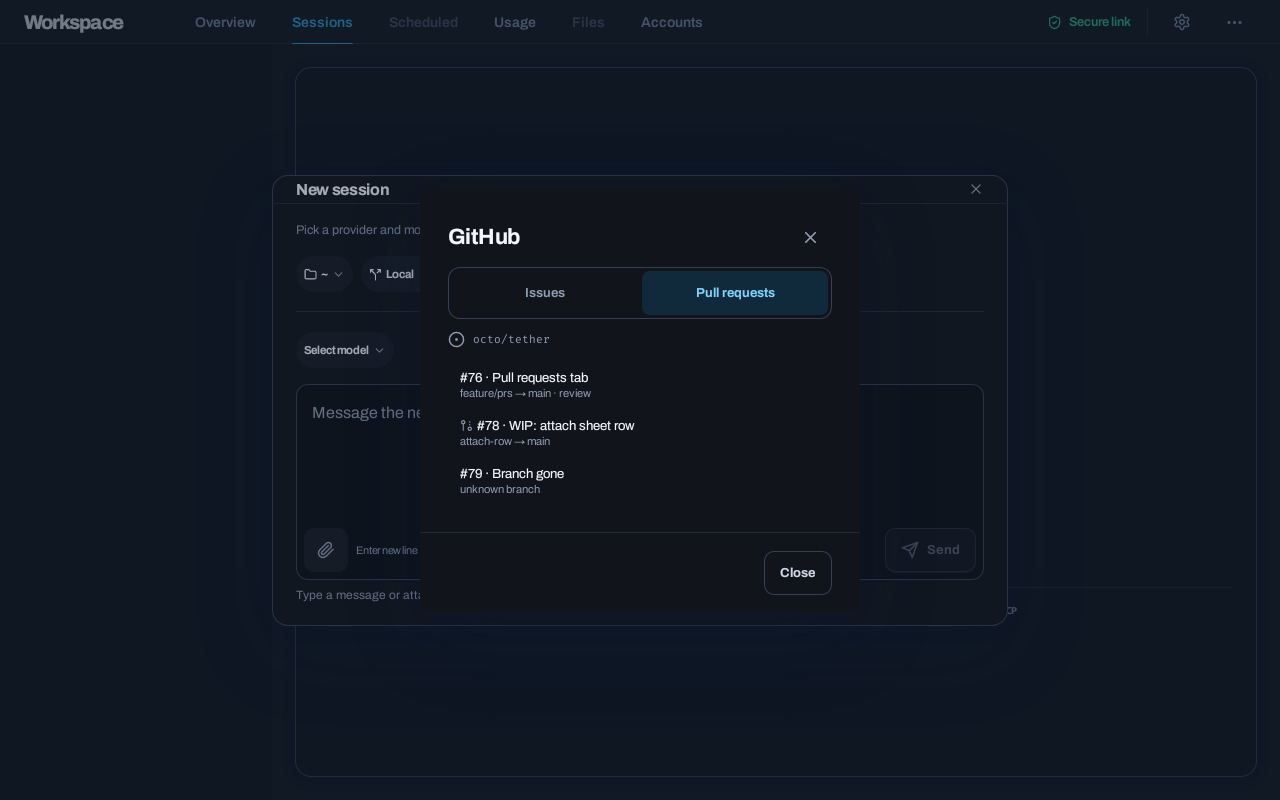 Workspace
Overview
Sessions
Scheduled
Usage
Files
Accounts
Secure link
New session
Pick a provider and mo
~
Local
Select model
Message the ne
Enter new line
Send
Type a message or atta
GitHub
Issues
Pull requests
octo/tether
#76 · Pull requests tab
feature/prs → main · review
#78 · WIP: attach sheet row
attach-row → main
#79 · Branch gone
unknown branch
Close